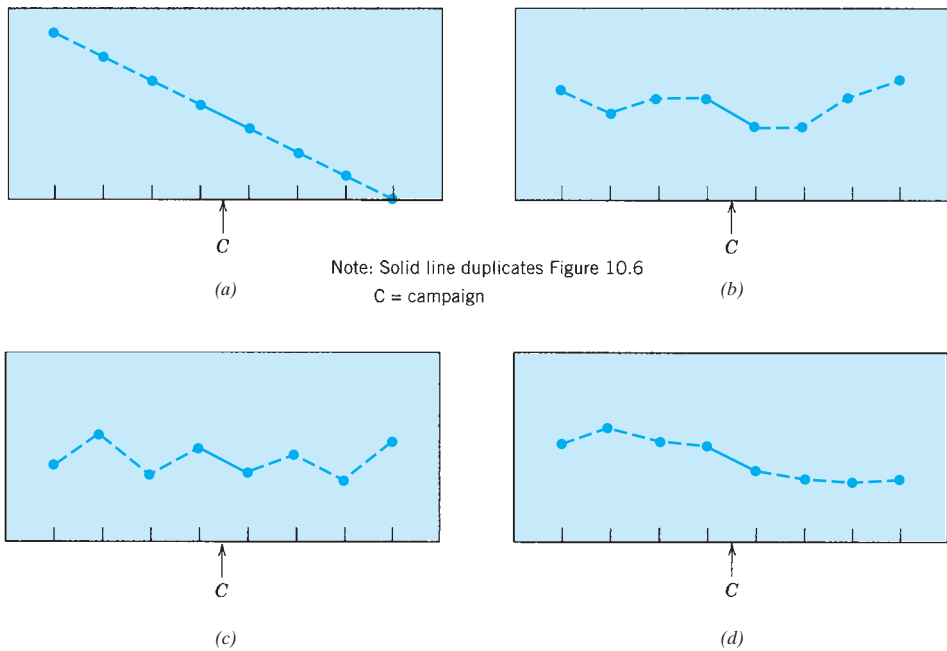 C
C
(a)
Note: Solid line duplicates Figure 10.6
C = campaign
(b)
C
C
(c)
(d)